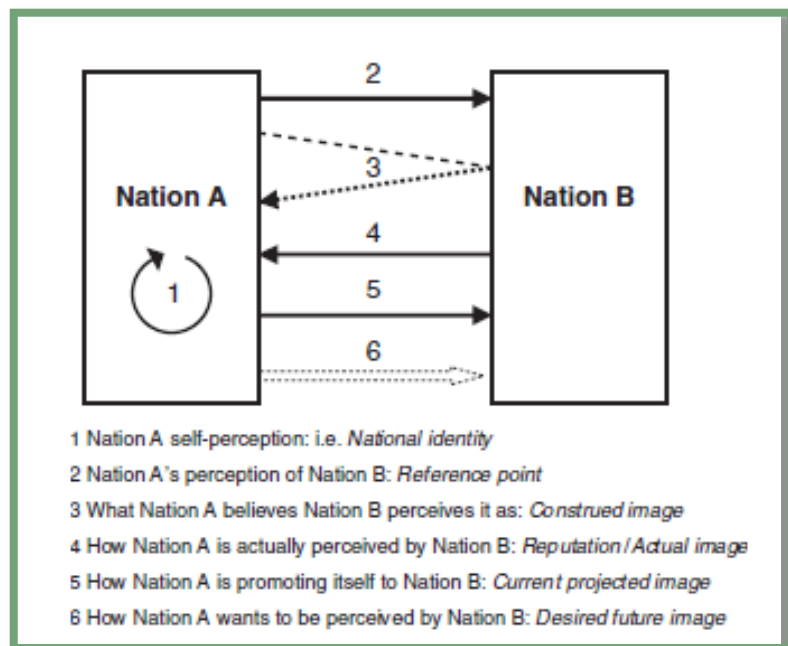 2
3
Nation A
Nation B
4
1
5
6
1 Nation A self-perception: i.e. National identity
2 Nation A's perception of Nation B: Reference point
3 What Nation A believes Nation B perceives it as: Construed image
4 How Nation A is actually perceived by Nation B: Reputation/Actual image
5 How Nation A is promoting itself to Nation B: Current projected image
6 How Nation A wants to be perceived by Nation B: Desired future image